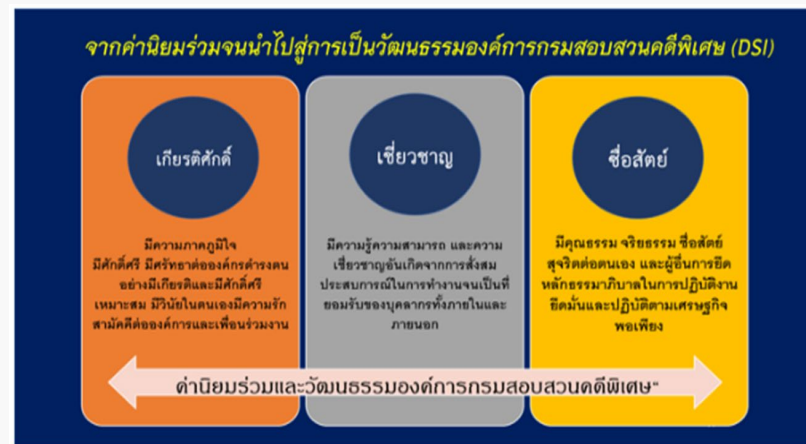 จากค่านิยมร่วมจนนำไปสู่การเป็นวัฒนธรรมองค์การกรมสอบสวนคดีพิเศษ (DSI)
เกียรติศักดิ์
มีความภาคภูมิใจ
มีศักดิ์ศรี มีศรัทธาต่อองค์กรดำรงตน
อย่างมีเกียรติและมีศักดิ์ศรี
เหมาะสม มีวินัยในตนเองมีความรัก
สามัคคีต่อองค์การและเพื่อนร่วมงาน
เชี่ยวชาญ
มีความรู้ความสามารถ และความ
เชี่ยวชาญอันเกิดจากการสั่งสม
ประสบการณ์ในการทำงานจนเป็นที่
ยอมรับของบุคลากรทั้งภายในและ
ภายนอก
ซื่อสัตย์
มีคุณธรรม จริยธรรม ซื่อสัตย์
สุจริตต่อตนเอง และผู้อื่นการยึด
หลักธรรมาภิบาลในการปฏิบัติงาน
ยึดมั่นและปฏิบัติตามเศรษฐกิจ
พอเพียง
ค่านิยมร่วมและวัฒนธรรมองค์การกรมสอบสวนคดีพิเศษ"